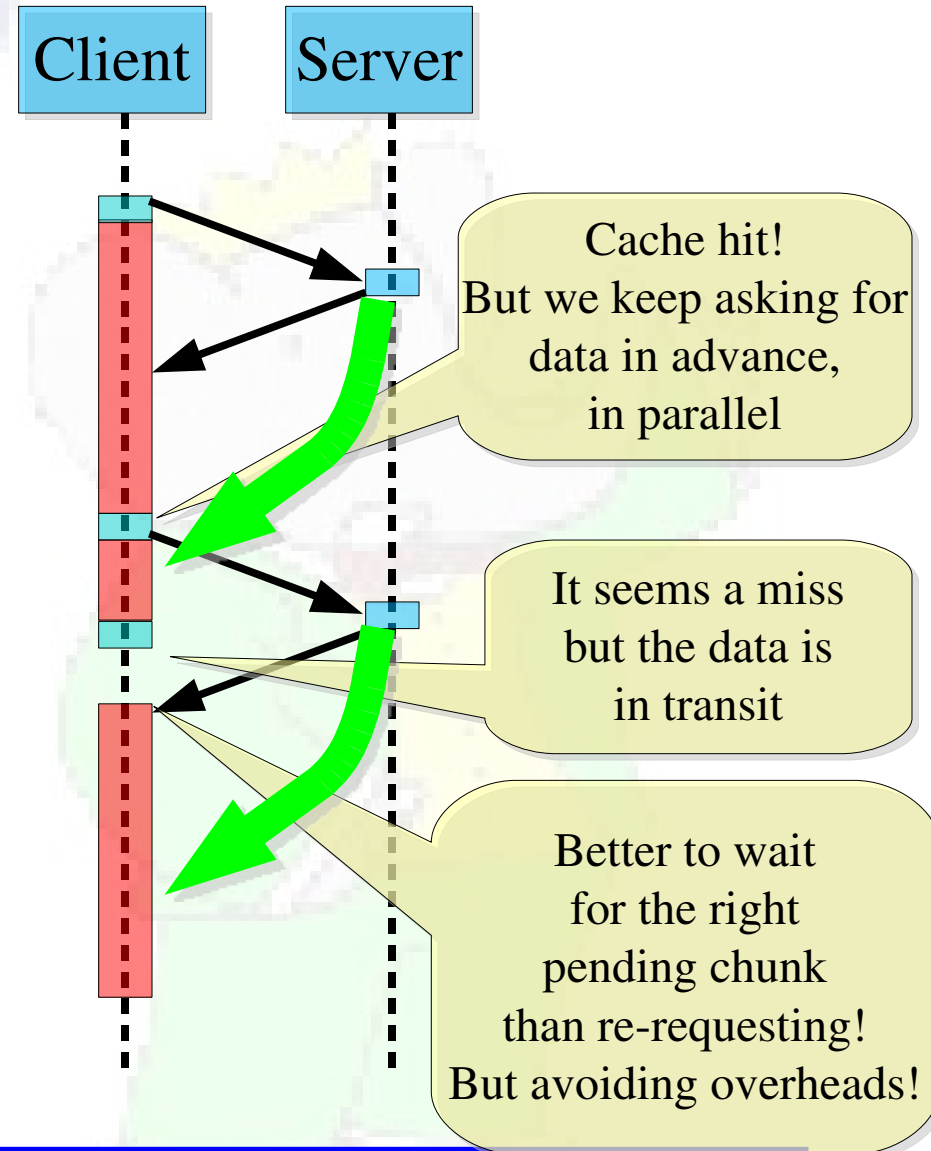 Client
Server
Cache hit!
But we keep asking for
data in advance,
in parallel
It seems a miss
but the data is
in transit
Better to wait
for the right
pending chunk
than re-requesting!
But avoiding overheads!